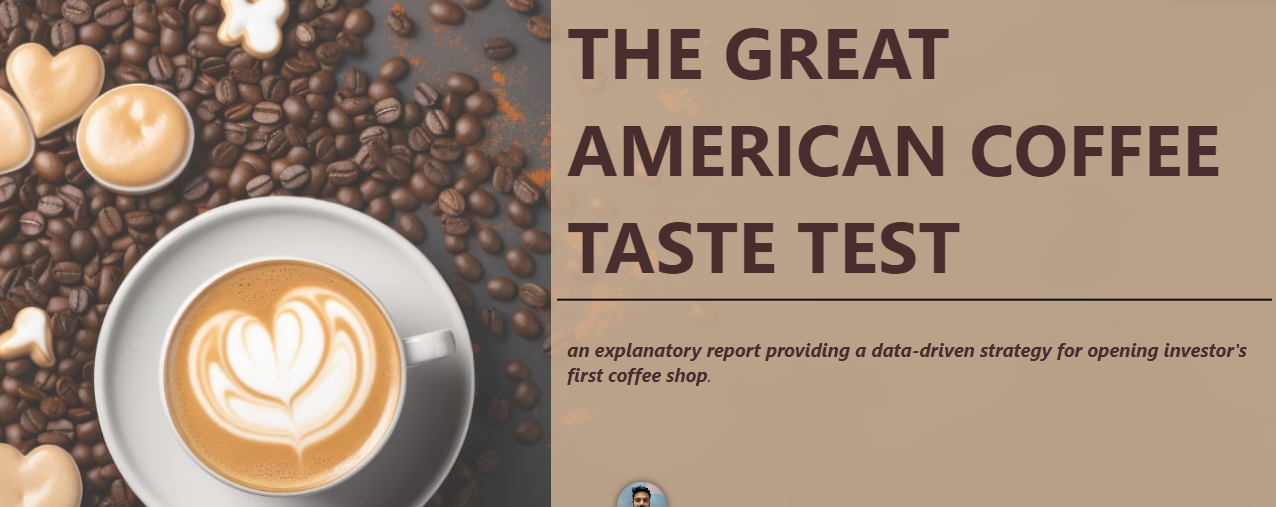 THE GREAT
AMERICAN COFFEE
TASTE TEST
an explanatory report providing a data-driven strategy for opening investor's
first coffee shop.